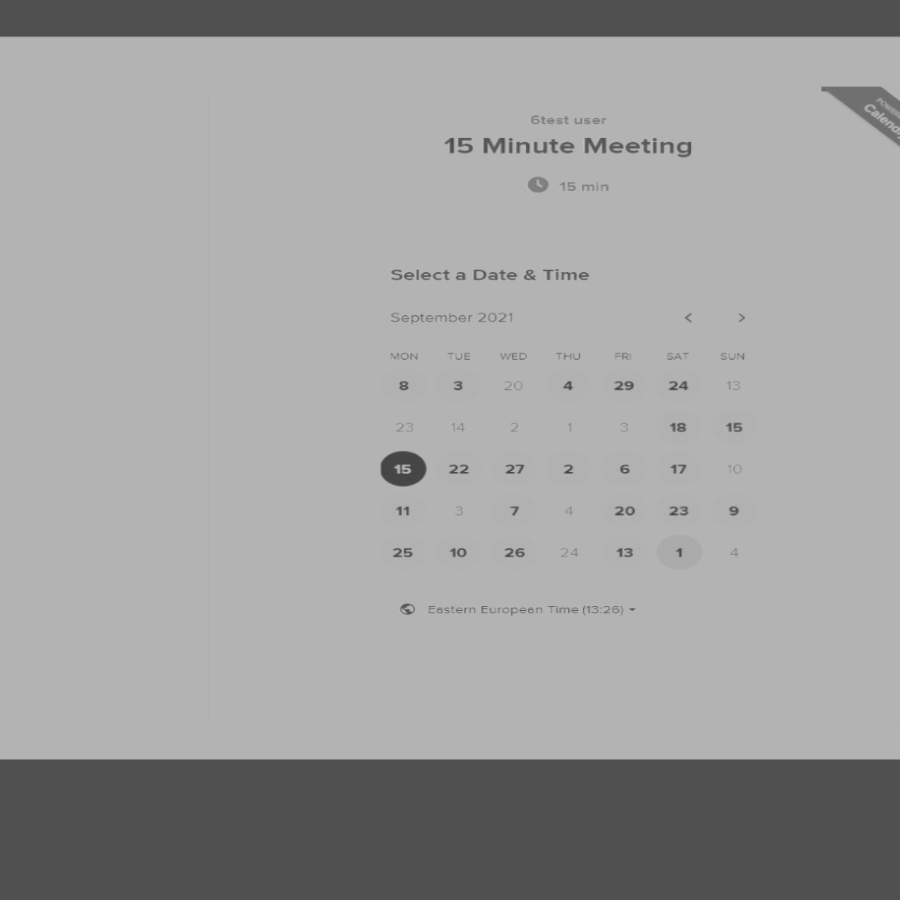 POWERED
Calendly
6test user
15 Minute Meeting
15 min
Select a Date & Time
September 2021 < >
MON TUE WED THU FRI SAT SUN
8 3 20 4 29 24 13
23 14 2 1 3 18 15
15 22 27 2 6 17 10
11 3 7 4 20 23 9
25 10 26 24 13 1 4
Eastern European Time (13:26)